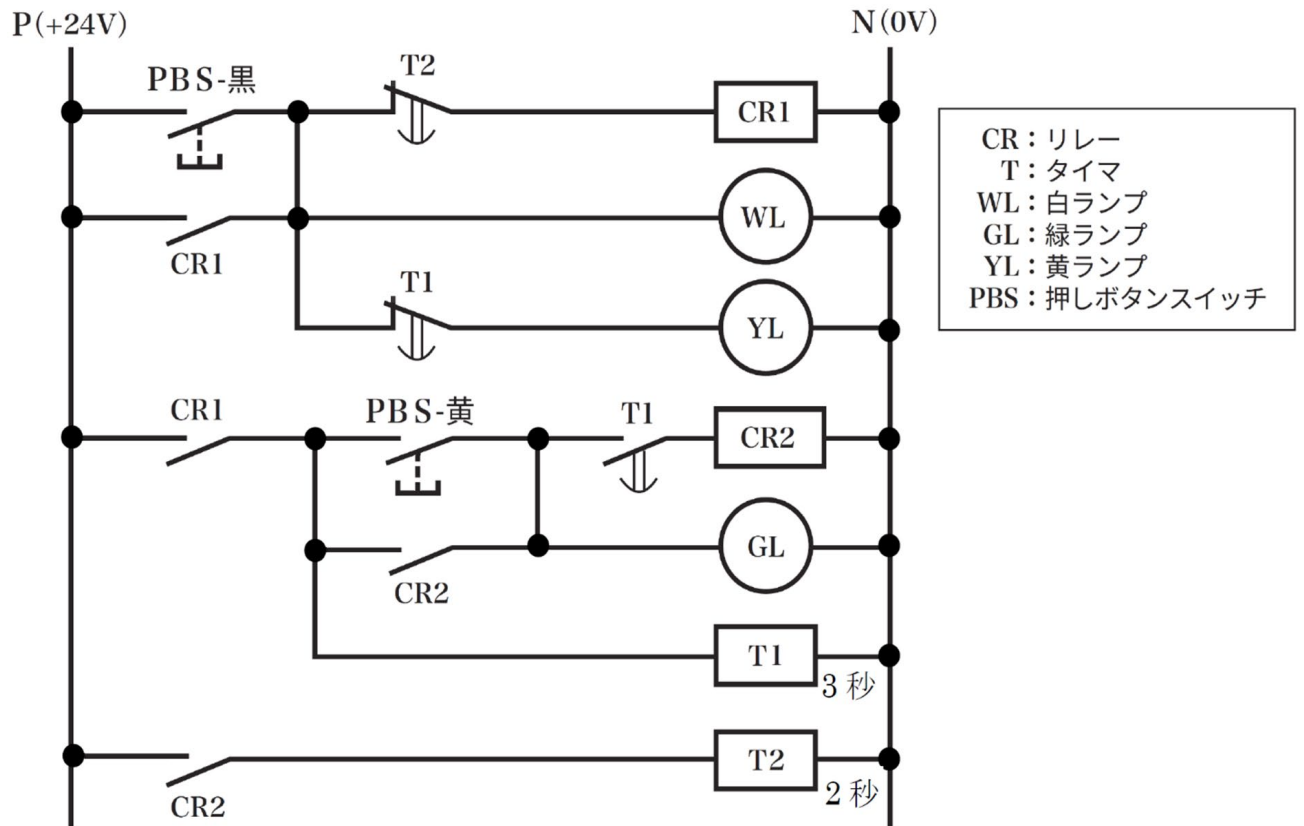 P(+24V)
N(0V)
PBS-黒
T2
CR1
CR1
WL
T1
YL
CR1
PBS-黄
T1
CR2
CR2
GL
T1
3秒
CR2
T2
2秒
CR：リレー
T：タイマ
WL：白ランプ
GL：緑ランプ
YL：黄ランプ
PBS：押しボタンスイッチ